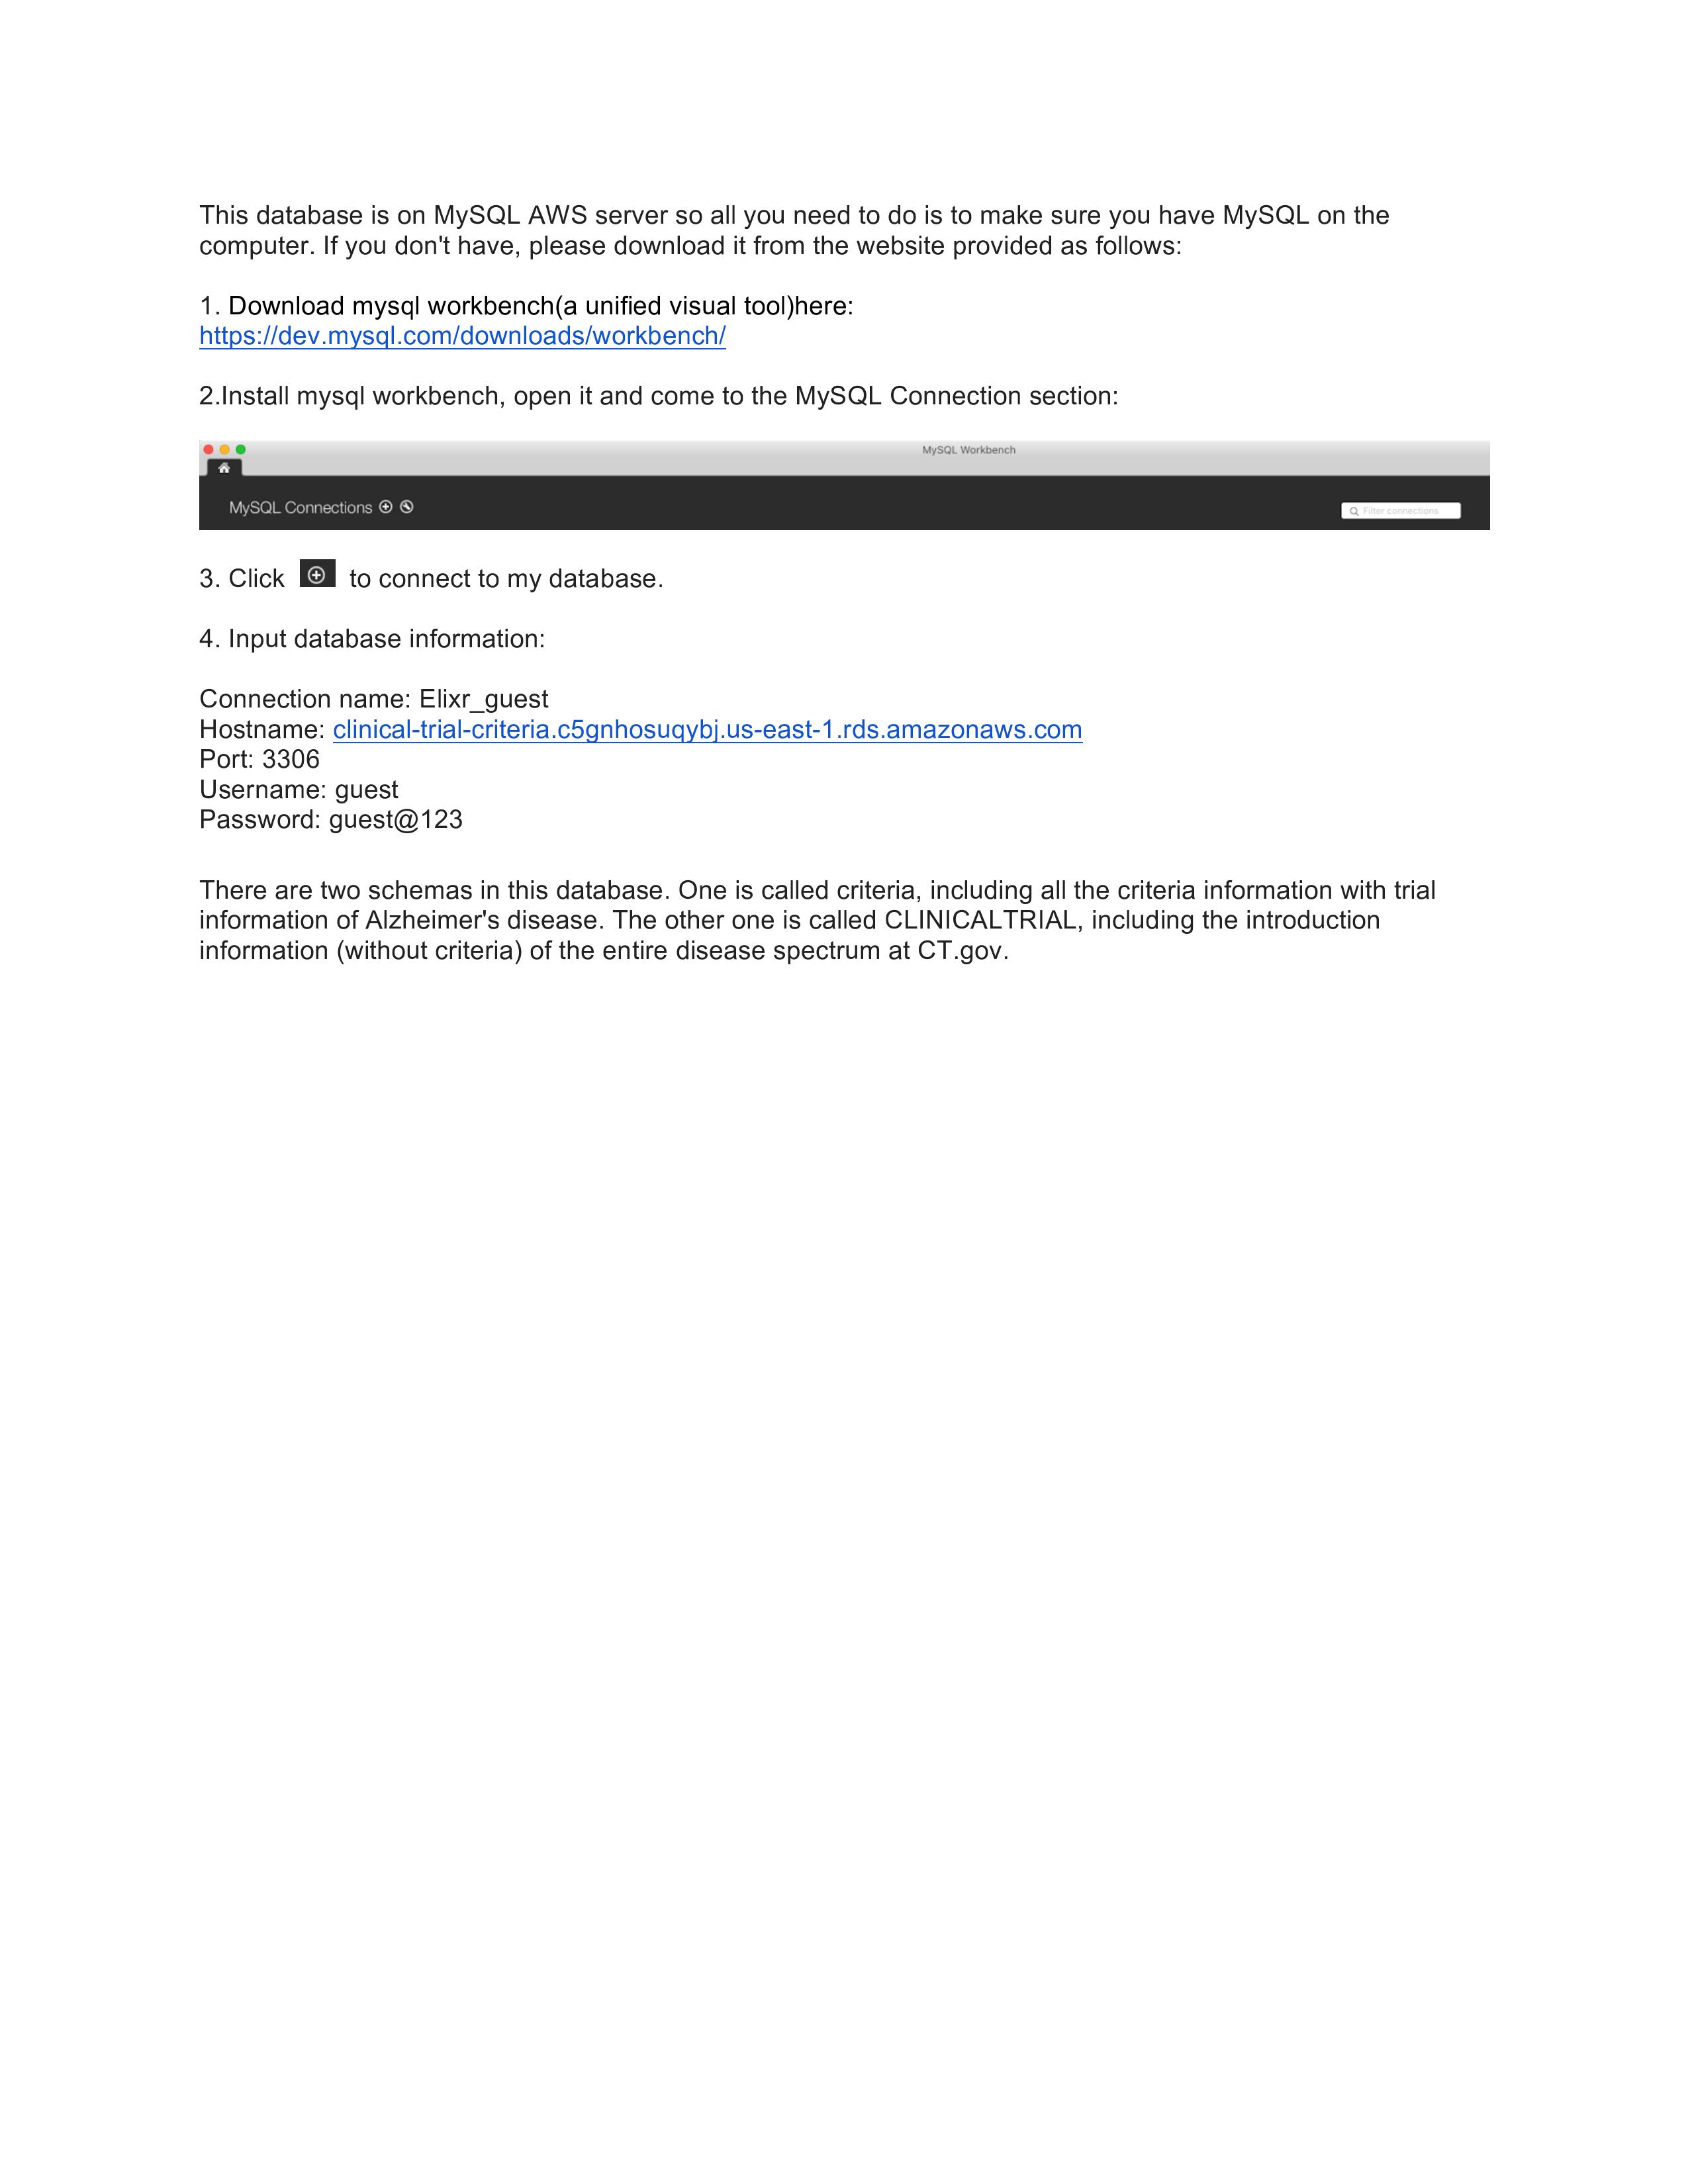 This database is on MySQL AWS server so all you need to do is to make sure you have MySQL on the
computer. If you don't have, please download it from the website provided as follows:
1. Download mysql workbench(a unified visual tool)here:
https://dev.mysql.com/downloads/workbench/
2.Install mysql workbench, open it and come to the MySQL Connection section:
MySQL Workbench
MySQL Connections
Filter connections
3. Click to connect to my database.
4. Input database information:
Connection name: Elixr_guest
Hostname: clinical-trial-criteria.c5gnhosuqybj.us-east-1.rds.amazonaws.com
Port: 3306
Username: guest
Password: guest@123
There are two schemas in this database. One is called criteria, including all the criteria information with trial
information of Alzheimer's disease. The other one is called CLINICALTRIAL, including the introduction
information (without criteria) of the entire disease spectrum at CT.gov.